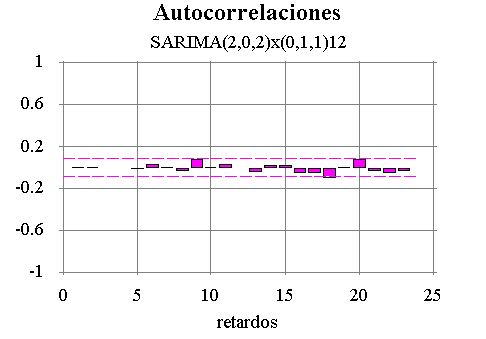 Autocorrelaciones
SARIMA(2,0,2)x(0,1,1)12
1
0.6
0.2
-0.2
-0.6
-1
0 5 10 15 20 25
retardos